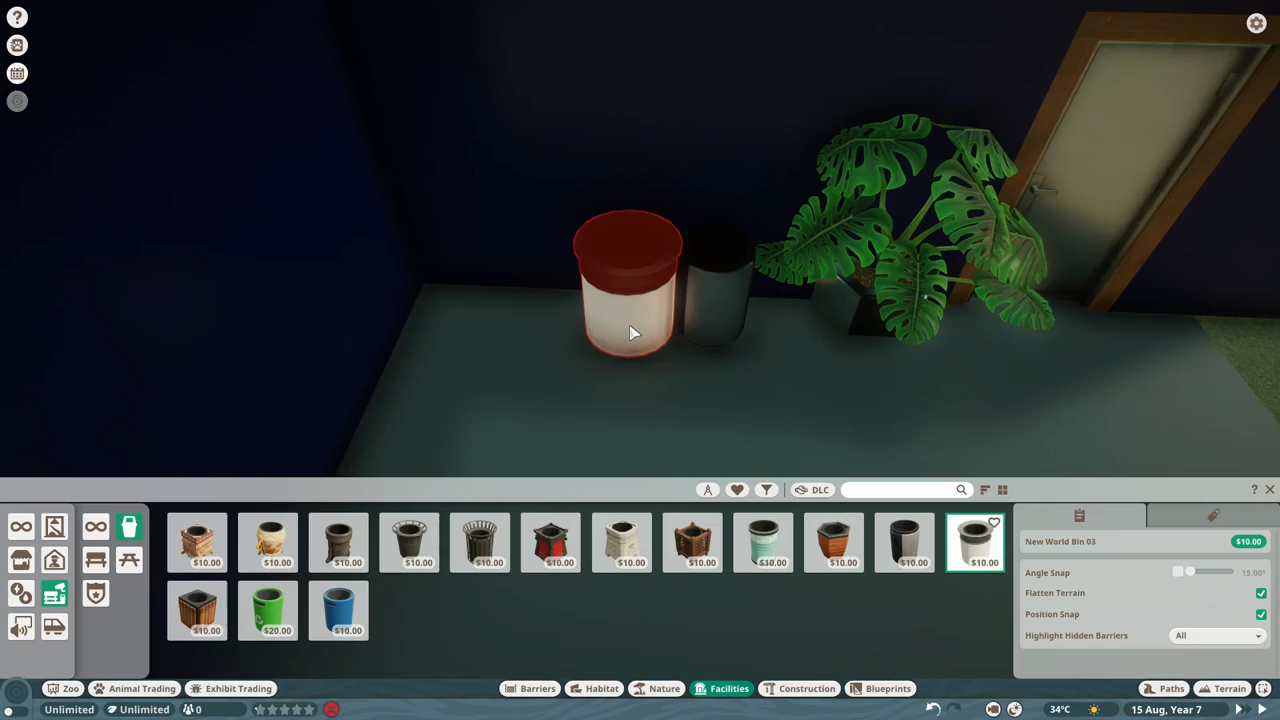 ?
DLC
? ×
$10.00 $10.00 $10.00 $10.00 $10.00 $10.00 $10.00 $10.00 $10.00 $10.00 $10.00 $10.00
$10.00 $20.00 $10.00
New World Bin 03 $10.00
Angle Snap 15.00°
Flatten Terrain
Position Snap
Highlight Hidden Barriers All
Zoo Animal Trading Exhibit Trading Barriers Habitat Nature Facilities Construction Blueprints Paths Terrain
Unlimited Unlimited 0 34°C 15 Aug, Year 7